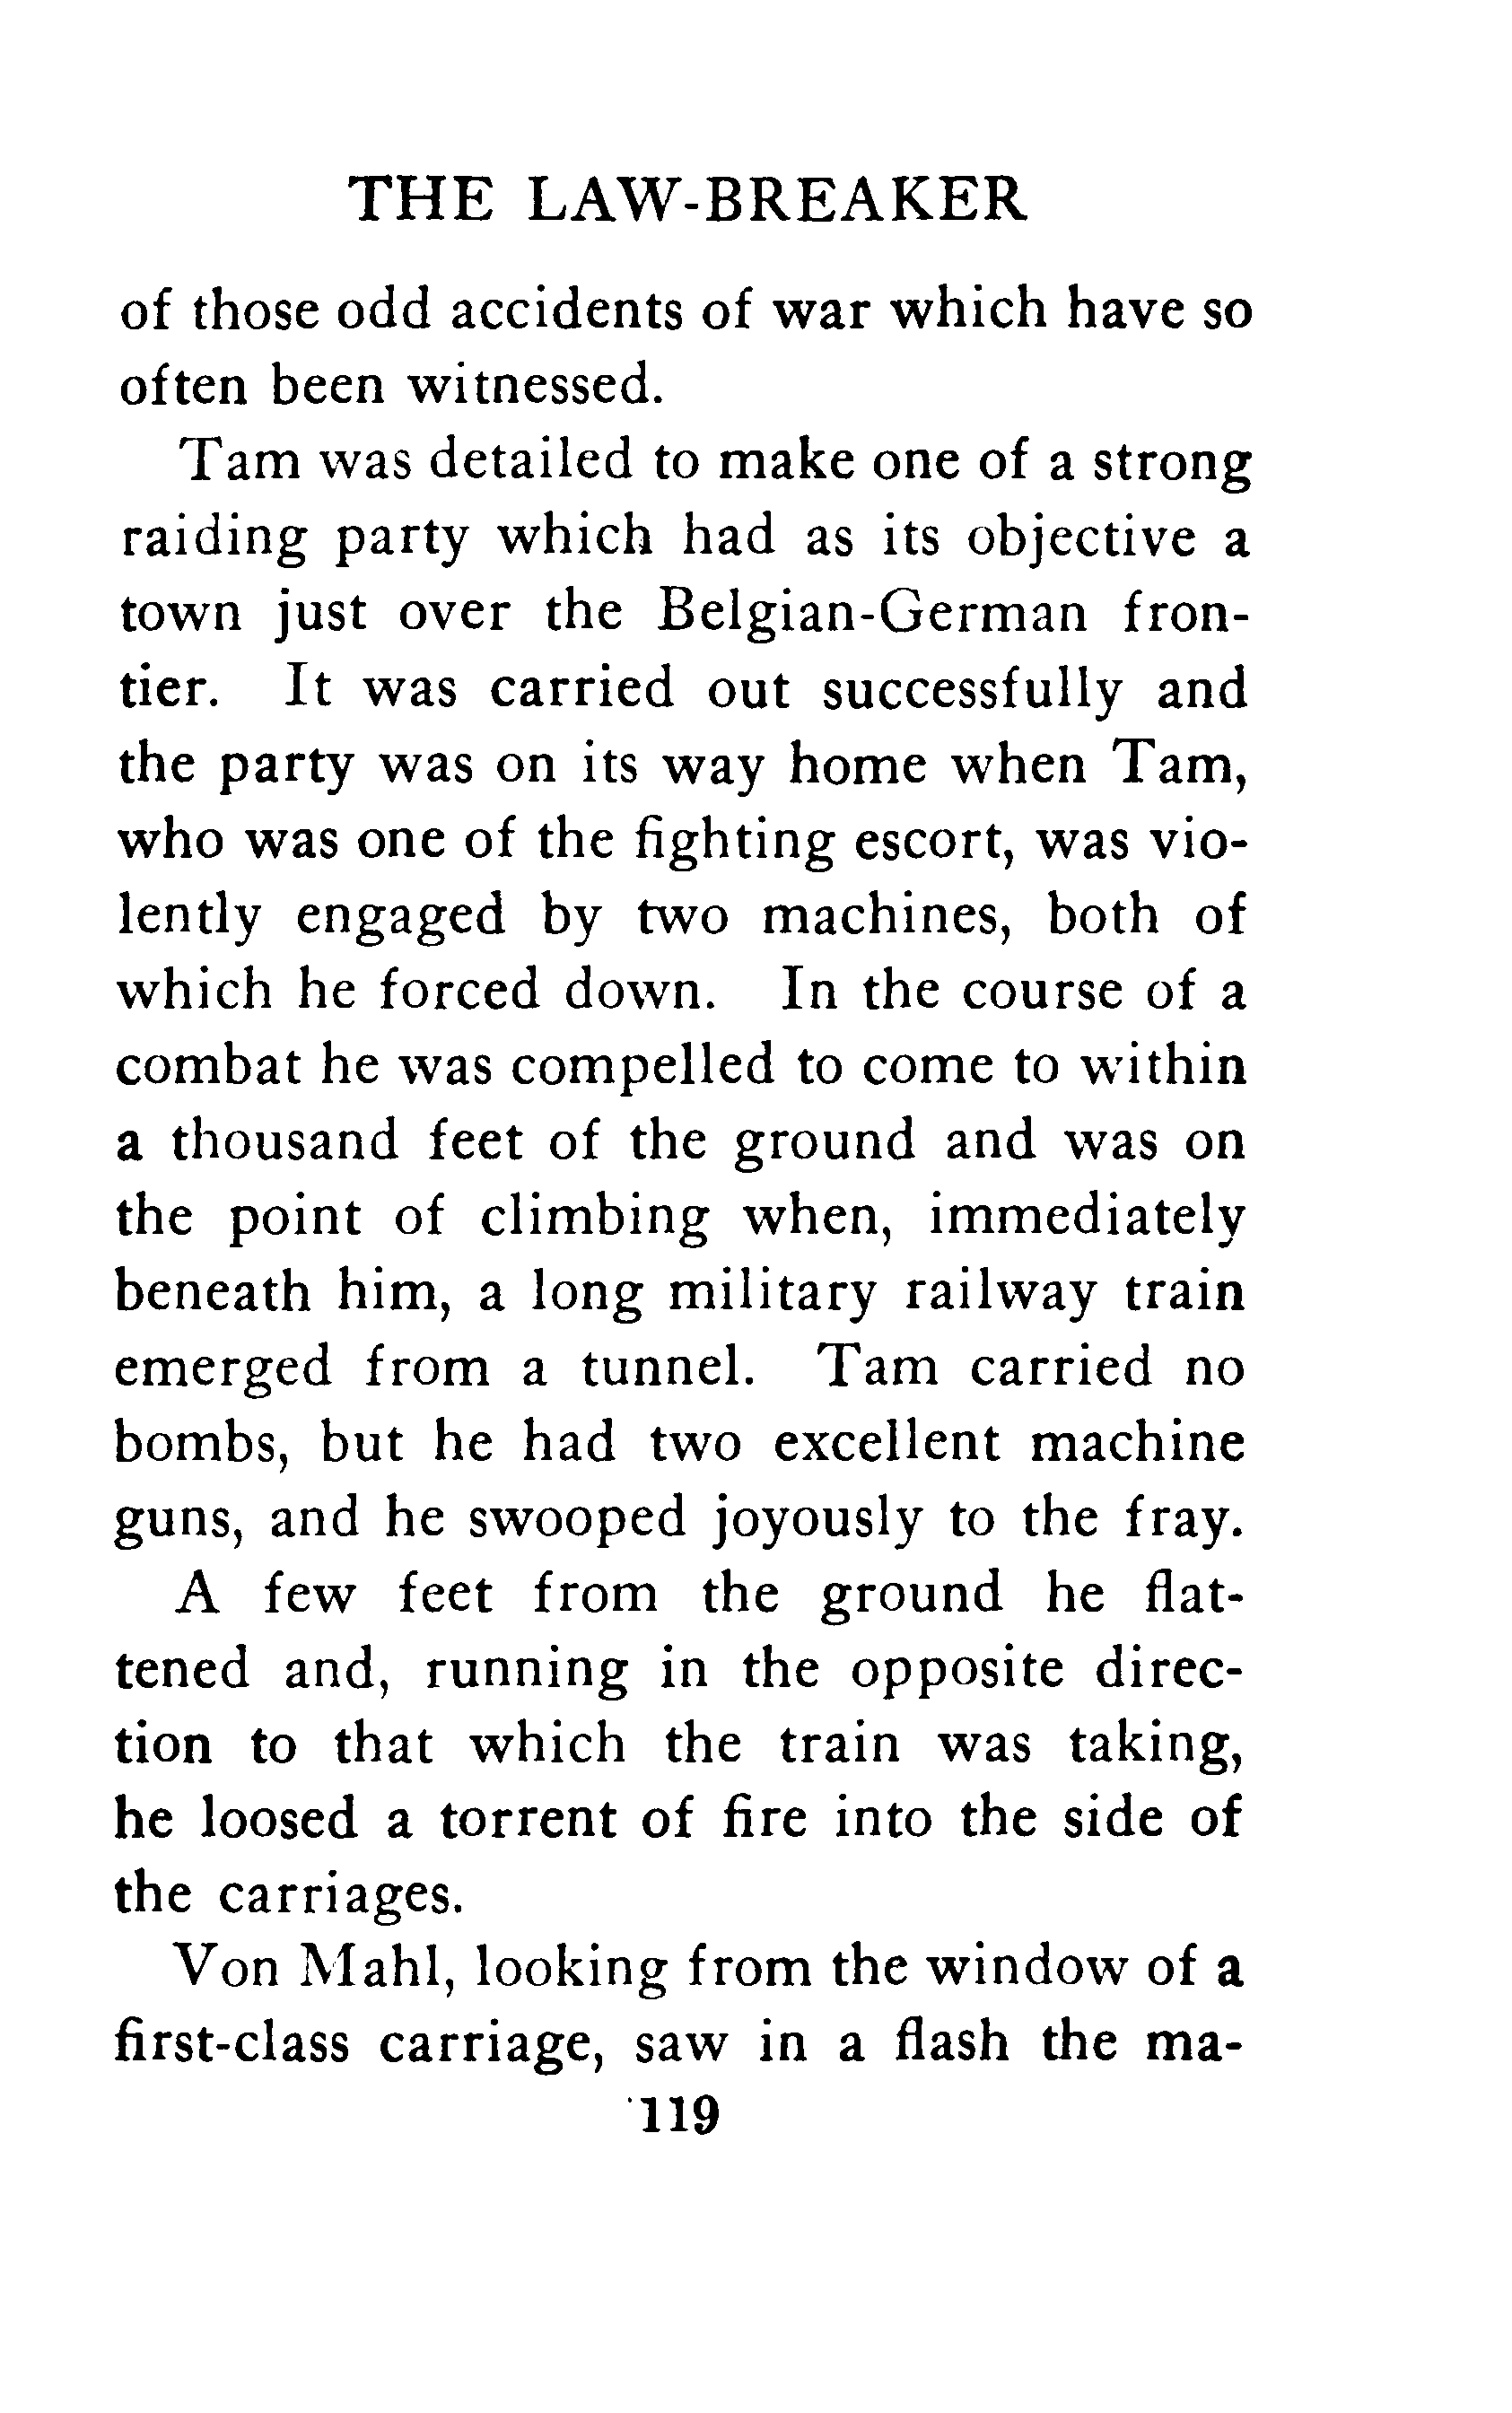 THE LAW-BREAKER
of those odd accidents of war which have so
often been witnessed.
Tam was detailed to make one of a strong
raiding party which had as its objective a
town just over the Belgian-German fron-
tier. It was carried out successfully and
the party was on its way home when Tam,
who was one of the fighting escort, was vio-
lently engaged by two machines, both of
which he forced down. In the course of a
combat he was compelled to come to within
a thousand feet of the ground and was on
the point of climbing when, immediately
beneath him, a long military railway train
emerged from a tunnel. Tam carried no
bombs, but he had two excellent machine
guns, and he swooped joyously to the fray.
A few feet from the ground he flat-
tened and, running in the opposite direc-
tion to that which the train was taking,
he loosed a torrent of fire into the side of
the carriages.
Von Mahl, looking from the window of a
first-class carriage, saw in a flash the ma-
119